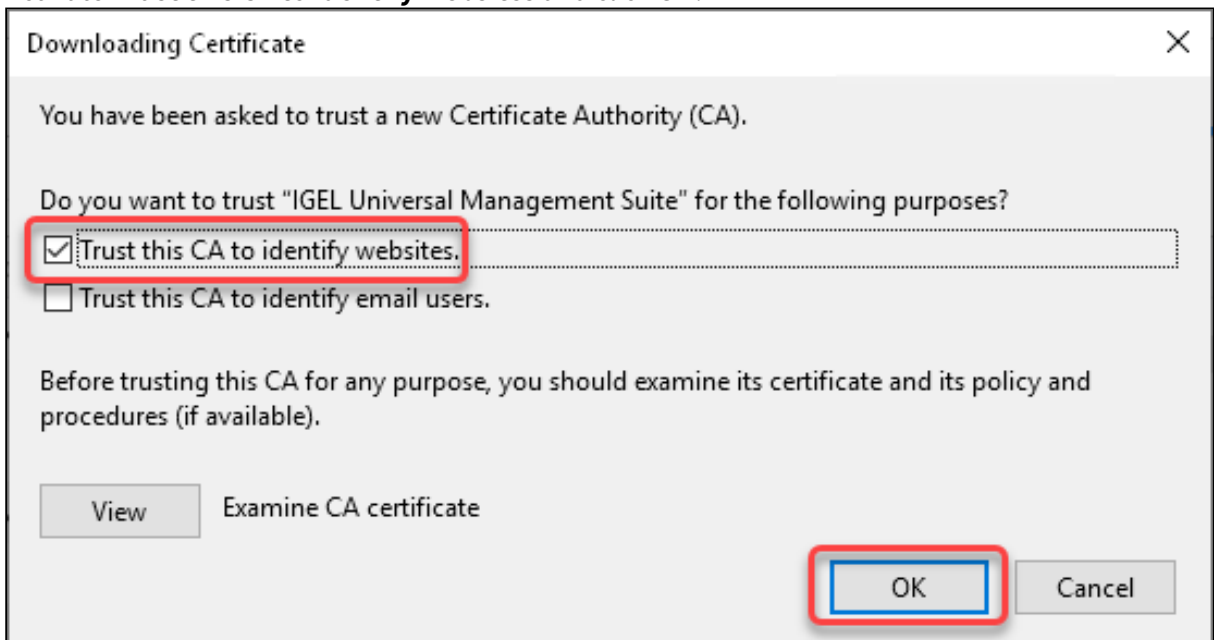 Downloading Certificate
You have been asked to trust a new Certificate Authority (CA).
Do you want to trust “IGEL Universal Management Suite” for the following purposes?
Trust this CA to identify websites.
Trust this CA to identify email users.
Before trusting this CA for any purpose, you should examine its certificate and its policy and
procedures (if available).
View Examine CA certificate
OK Cancel